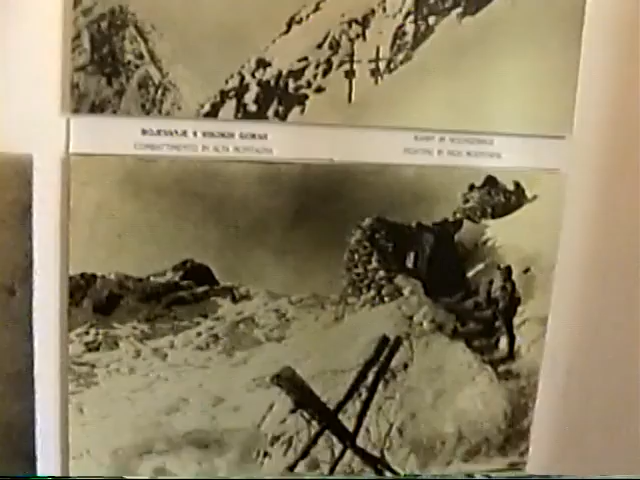 BOJEVANJE V VISOKIH GORAH
COMBATTIMENTO IN ALTA MONTAGNA
KAMPF IM HOCHGEBIRGE
FIGHTING IN HIGH MOUNTAINS